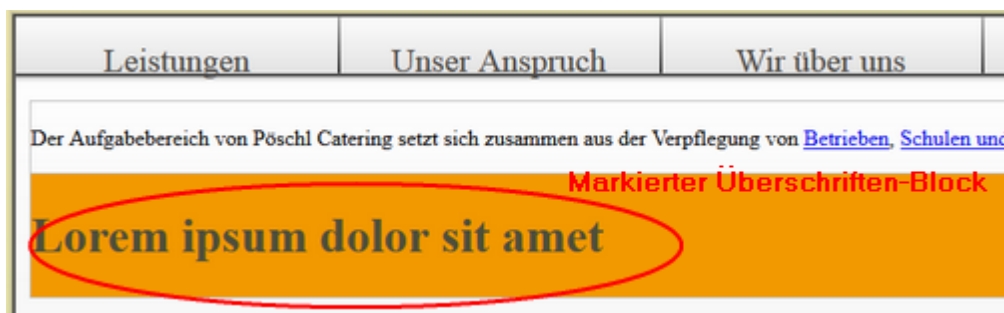 Leistungen Unser Anspruch Wir über uns
Der Aufgabebereich von Pöschl Catering setzt sich zusammen aus der Verpflegung von Betrieben, Schulen und
Markierter Überschriften-Block
Lorem ipsum dolor sit amet